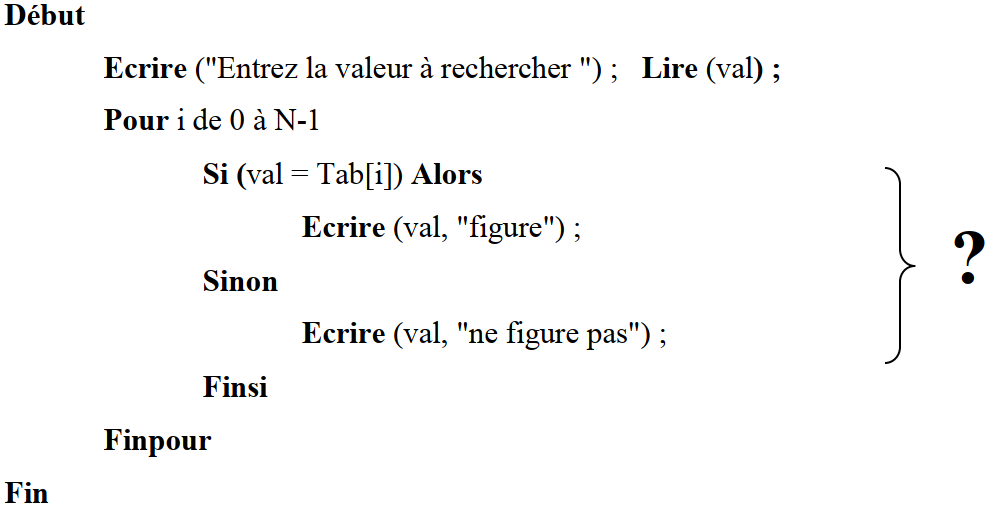 Début
Ecrire ("Entrez la valeur à rechercher ") ; Lire (val) ;
Pour i de 0 à N-1
Si (val = Tab[i]) Alors
Ecrire (val, "figure") ;
Sinon
Ecrire (val, "ne figure pas") ;
Finsi
?
Finpour
Fin